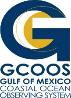 GCOOS
GULF OF MEXICO
COASTAL OCEAN
OBSERVING SYSTEM